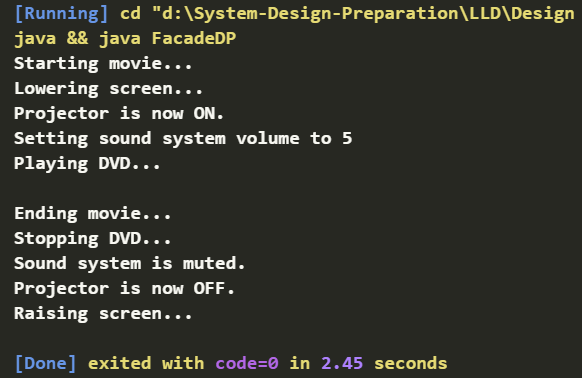 [Running] cd "d:\System-Design-Preparation\LLD\Design
java && java FacadeDP
Starting movie...
Lowering screen...
Projector is now ON.
Setting sound system volume to 5
Playing DVD...
Ending movie...
Stopping DVD...
Sound system is muted.
Projector is now OFF.
Raising screen...
[Done] exited with code=0 in 2.45 seconds